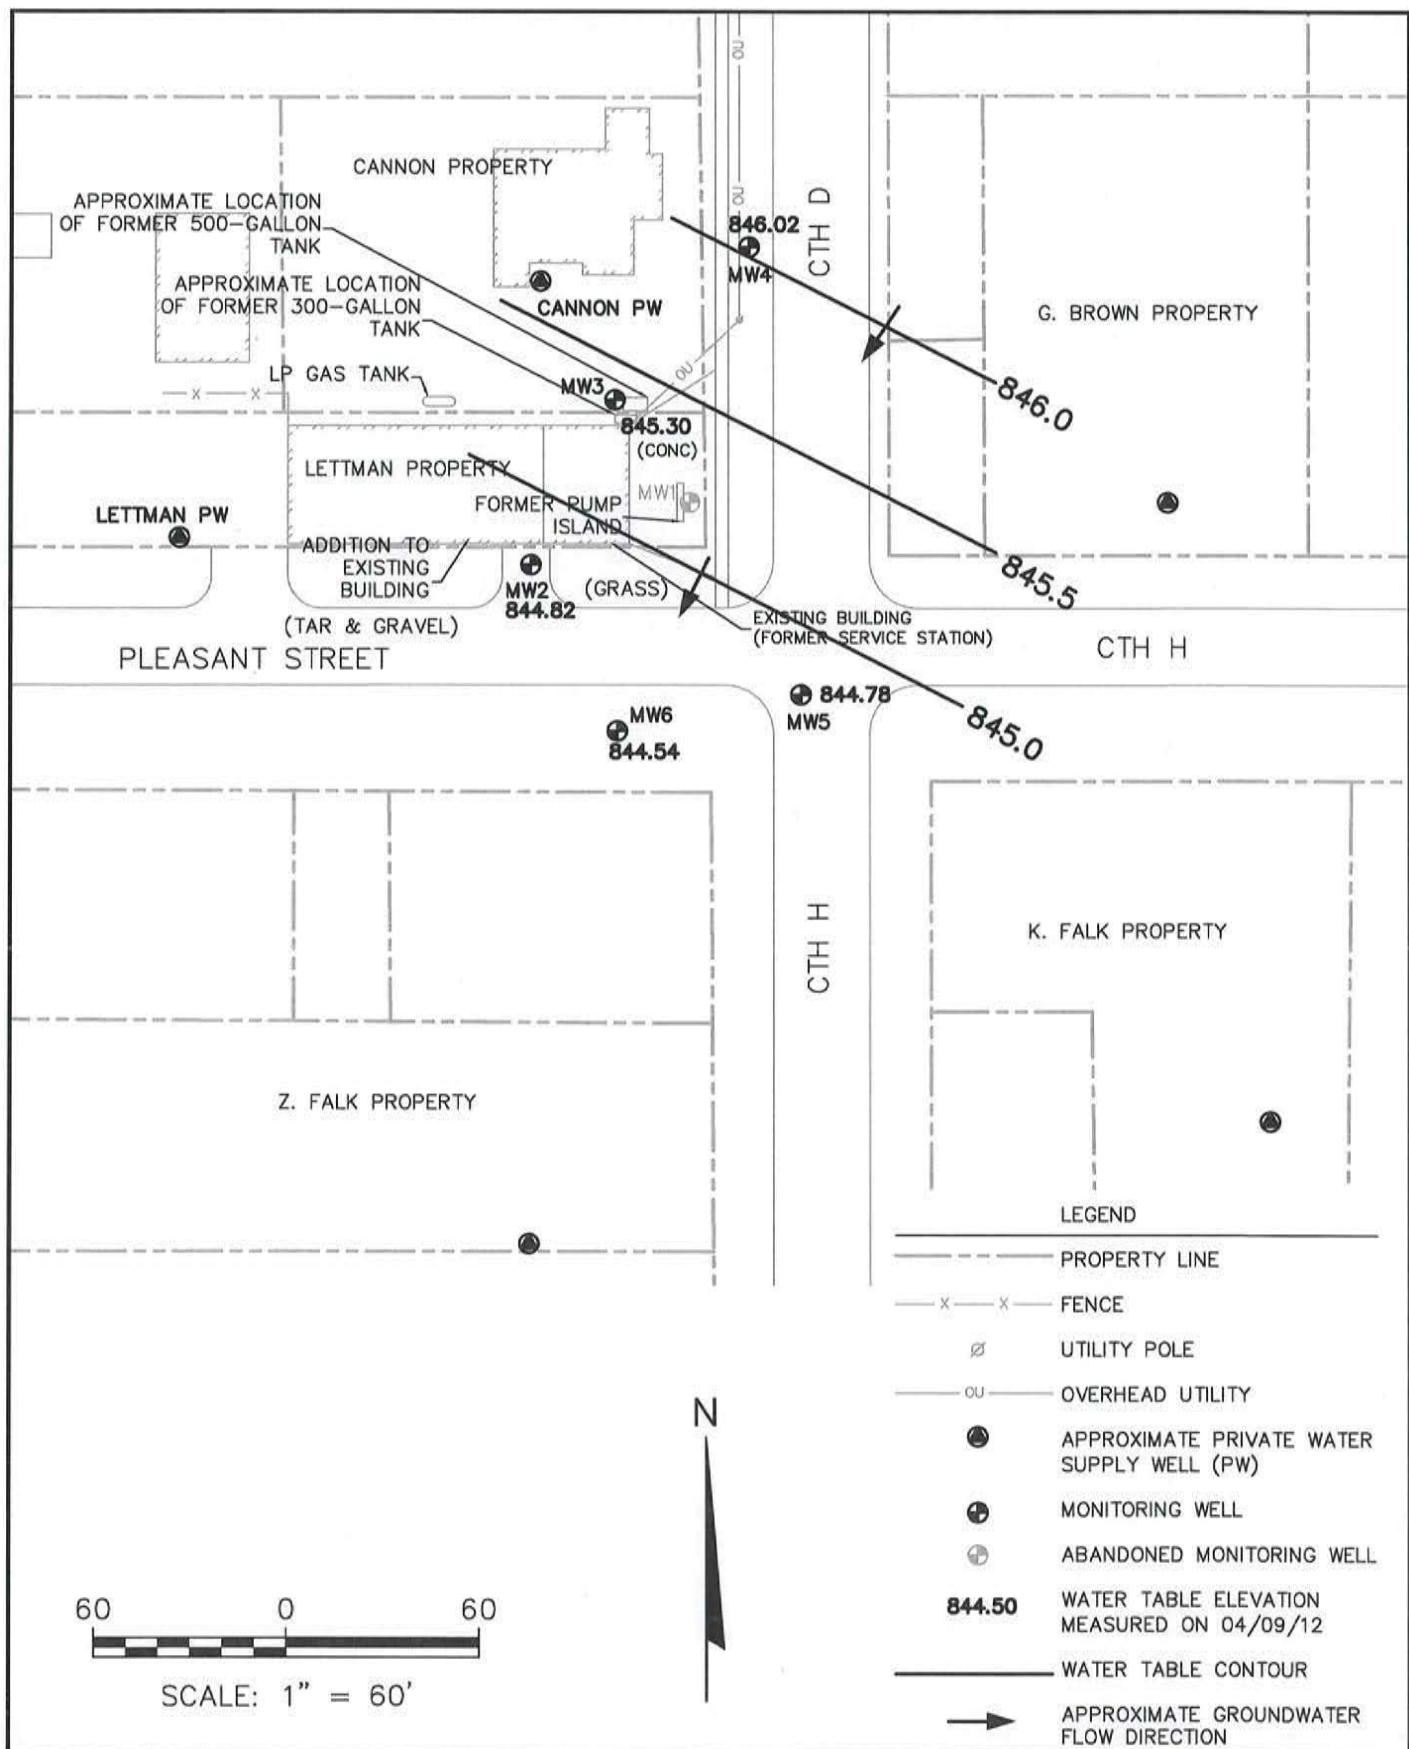 OU
CANNON PROPERTY
APPROXIMATE LOCATION
OF FORMER 500-GALLON
TANK
OU
846.02
MW4
CTH D
APPROXIMATE LOCATION
OF FORMER 300-GALLON
TANK
CANNON PW
G. BROWN PROPERTY
OU
LP GAS TANK
X X
MW3
845.30
(CONC)
846.0
LETTMAN PROPERTY
MW1
FORMER PUMP
ISLAND
LETTMAN PW
ADDITION TO
EXISTING
BUILDING
MW2
844.82
(GRASS)
845.5
(TAR & GRAVEL)
EXISTING BUILDING
(FORMER SERVICE STATION)
PLEASANT STREET
CTH H
844.78
MW5
MW6
844.54
845.0
CTH H
K. FALK PROPERTY
Z. FALK PROPERTY
LEGEND
PROPERTY LINE
X X FENCE
UTILITY POLE
OU OVERHEAD UTILITY
APPROXIMATE PRIVATE WATER
SUPPLY WELL (PW)
MONITORING WELL
ABANDONED MONITORING WELL
844.50 WATER TABLE ELEVATION
MEASURED ON 04/09/12
WATER TABLE CONTOUR
APPROXIMATE GROUNDWATER
FLOW DIRECTION
N
60 0 60
SCALE: 1" = 60'